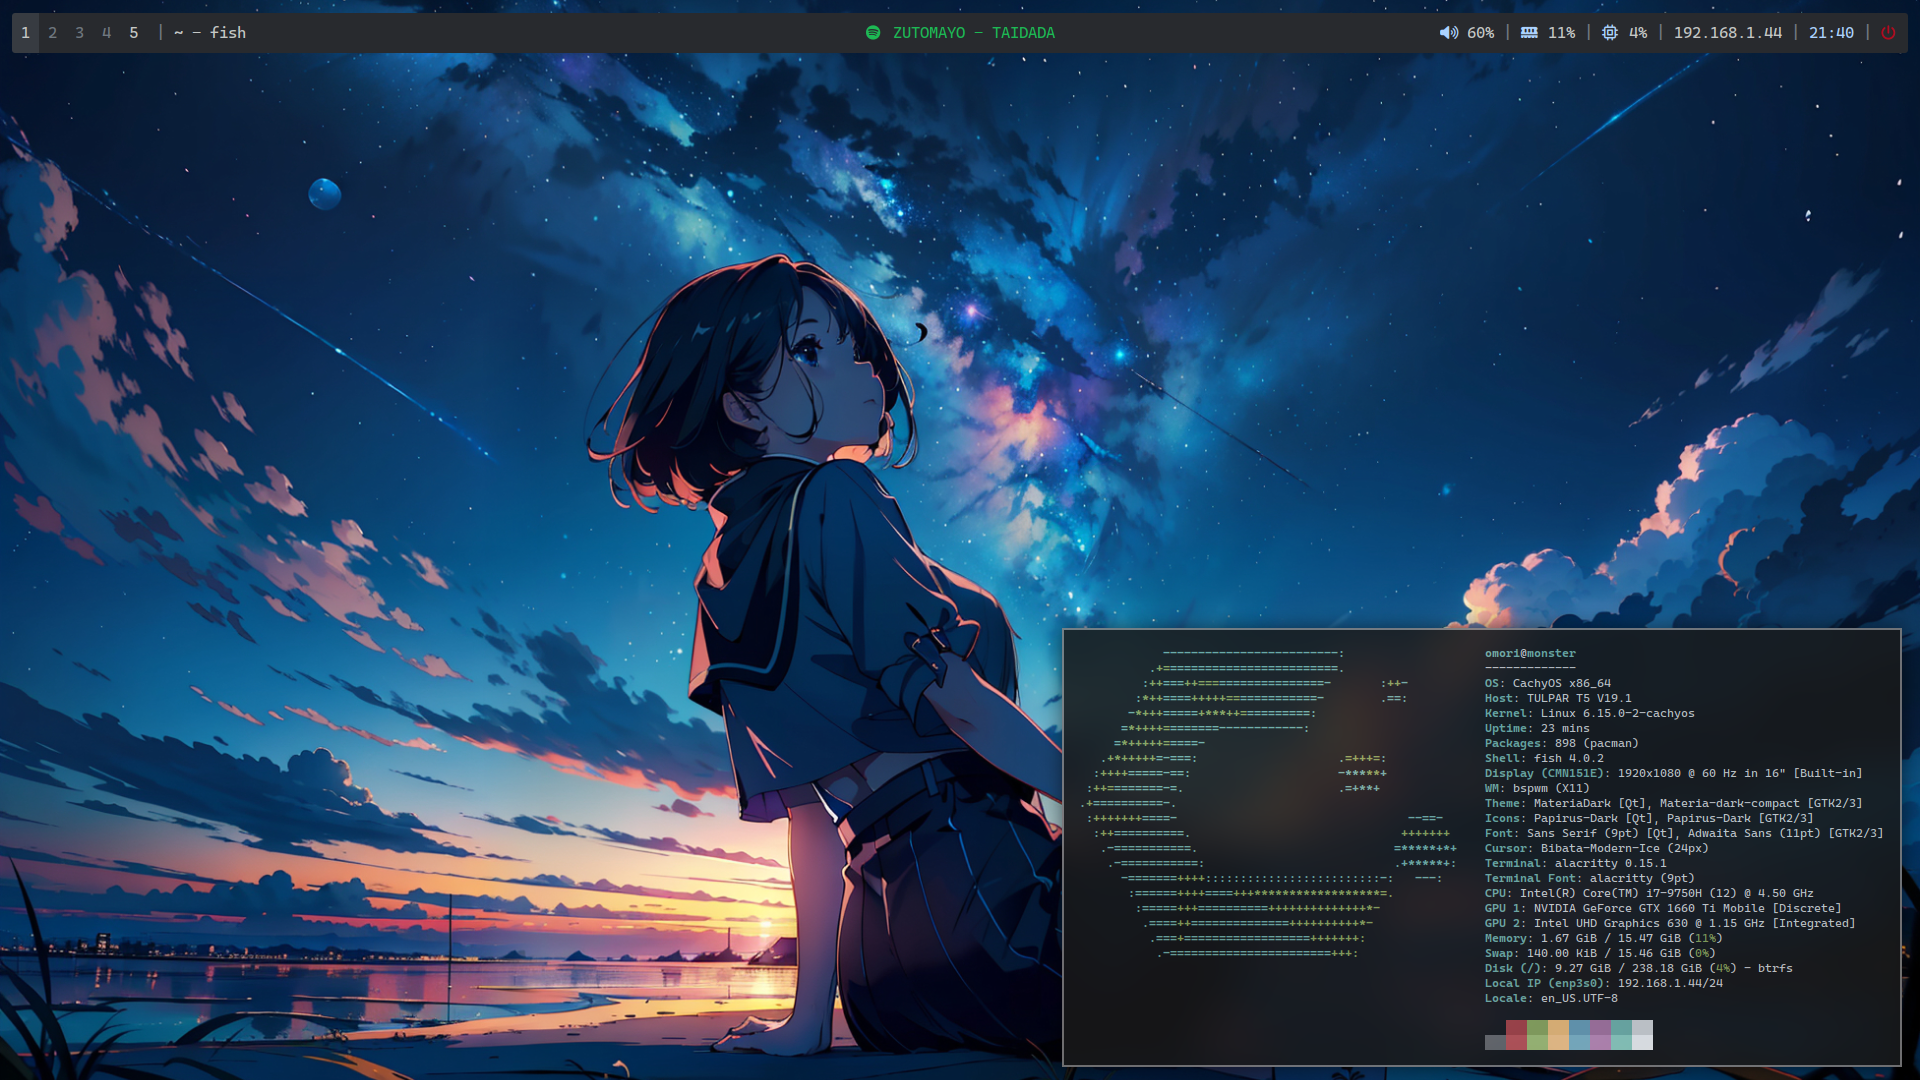 1 2 3 4 5 | ~ - fish
ZUTOMAYO - TAIDADA
60% | 11% | 4% | 192.168.1.44 | 21:40 |
omori@monster
-------------
OS: CachyOS x86_64
Host: TULPAR T5 V19.1
Kernel: Linux 6.15.0-2-cachyos
Uptime: 23 mins
Packages: 898 (pacman)
Shell: fish 4.0.2
Display (CMN151E): 1920x1080 @ 60 Hz in 16" [Built-in]
WM: bspwm (X11)
Theme: MateriaDark [Qt], Materia-dark-compact [GTK2/3]
Icons: Papirus-Dark [Qt], Papirus-Dark [GTK2/3]
Font: Sans Serif (9pt) [Qt], Adwaita Sans (11pt) [GTK2/3]
Cursor: Bibata-Modern-Ice (24px)
Terminal: alacritty 0.15.1
Terminal Font: alacritty (9pt)
CPU: Intel(R) Core(TM) i7-9750H (12) @ 4.50 GHz
GPU 1: NVIDIA GeForce GTX 1660 Ti Mobile [Discrete]
GPU 2: Intel UHD Graphics 630 @ 1.15 GHz [Integrated]
Memory: 1.67 GiB / 15.47 GiB (11%)
Swap: 140.00 KiB / 15.46 GiB (0%)
Disk (/): 9.27 GiB / 238.18 GiB (4%) - btrfs
Local IP (enp3s0): 192.168.1.44/24
Locale: en_US.UTF-8